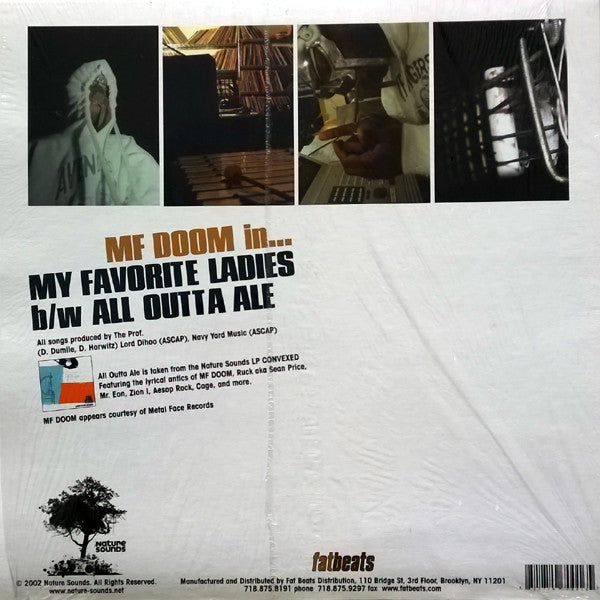 AVEN
MF DOOM in...
MY FAVORITE LADIES
b/w ALL OUTTA ALE
All songs produced by The Prof.
(D. Dumile, D. Horwitz) Lord Dihoo (ASCAP), Navy Yard Music (ASCAP)
All Outta Ale is taken from the Nature Sounds LP CONVEXED
Featuring the lyrical antics of MF DOOM, Ruck aka Sean Price,
Mr. Eon, Zion I, Aesop Rock, Cage, and more.
MF DOOM appears courtesy of Metal Face Records
Nature
Sounds
fatbeats
© 2002 Nature Sounds. All Rights Reserved.
www.nature-sounds.net
Manufactured and Distributed by Fat Beats Distribution, 110 Bridge St, 3rd Floor, Brooklyn, NY 11201
718.875.8191 phone 718.875.9297 fax www.fatbeats.com